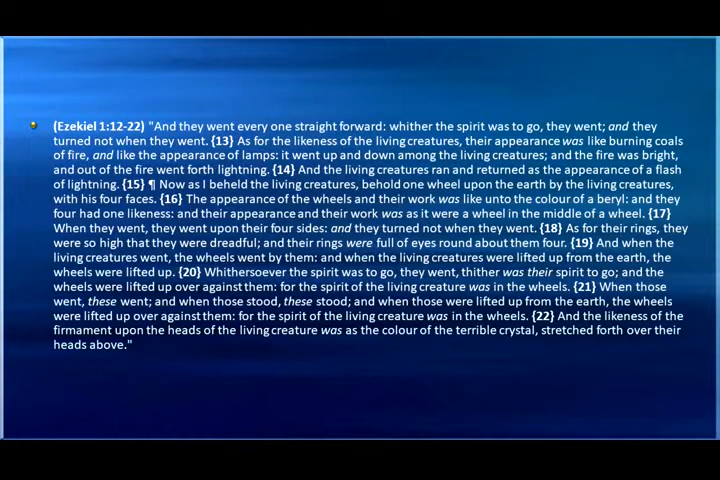 (Ezekiel 1:12-22) "And they went every one straight forward: whither the spirit was to go, they went; and they
turned not when they went. {13} As for the likeness of the living creatures, their appearance was like burning coals
of fire, and like the appearance of lamps: it went up and down among the living creatures; and the fire was bright,
and out of the fire went forth lightning. {14} And the living creatures ran and returned as the appearance of a flash
of lightning. {15} ¶ Now as I beheld the living creatures, behold one wheel upon the earth by the living creatures,
with his four faces. {16} The appearance of the wheels and their work was like unto the colour of a beryl: and they
four had one likeness: and their appearance and their work was as it were a wheel in the middle of a wheel. {17}
When they went, they went upon their four sides: and they turned not when they went. {18} As for their rings, they
were so high that they were dreadful; and their rings were full of eyes round about them four. {19} And when the
living creatures went, the wheels went by them: and when the living creatures were lifted up from the earth, the
wheels were lifted up. {20} Whithersoever the spirit was to go, they went, thither was their spirit to go; and the
wheels were lifted up over against them: for the spirit of the living creature was in the wheels. {21} When those
went, these went; and when those stood, these stood; and when those were lifted up from the earth, the wheels
were lifted up over against them: for the spirit of the living creature was in the wheels. {22} And the likeness of the
firmament upon the heads of the living creature was as the colour of the terrible crystal, stretched forth over their
heads above."